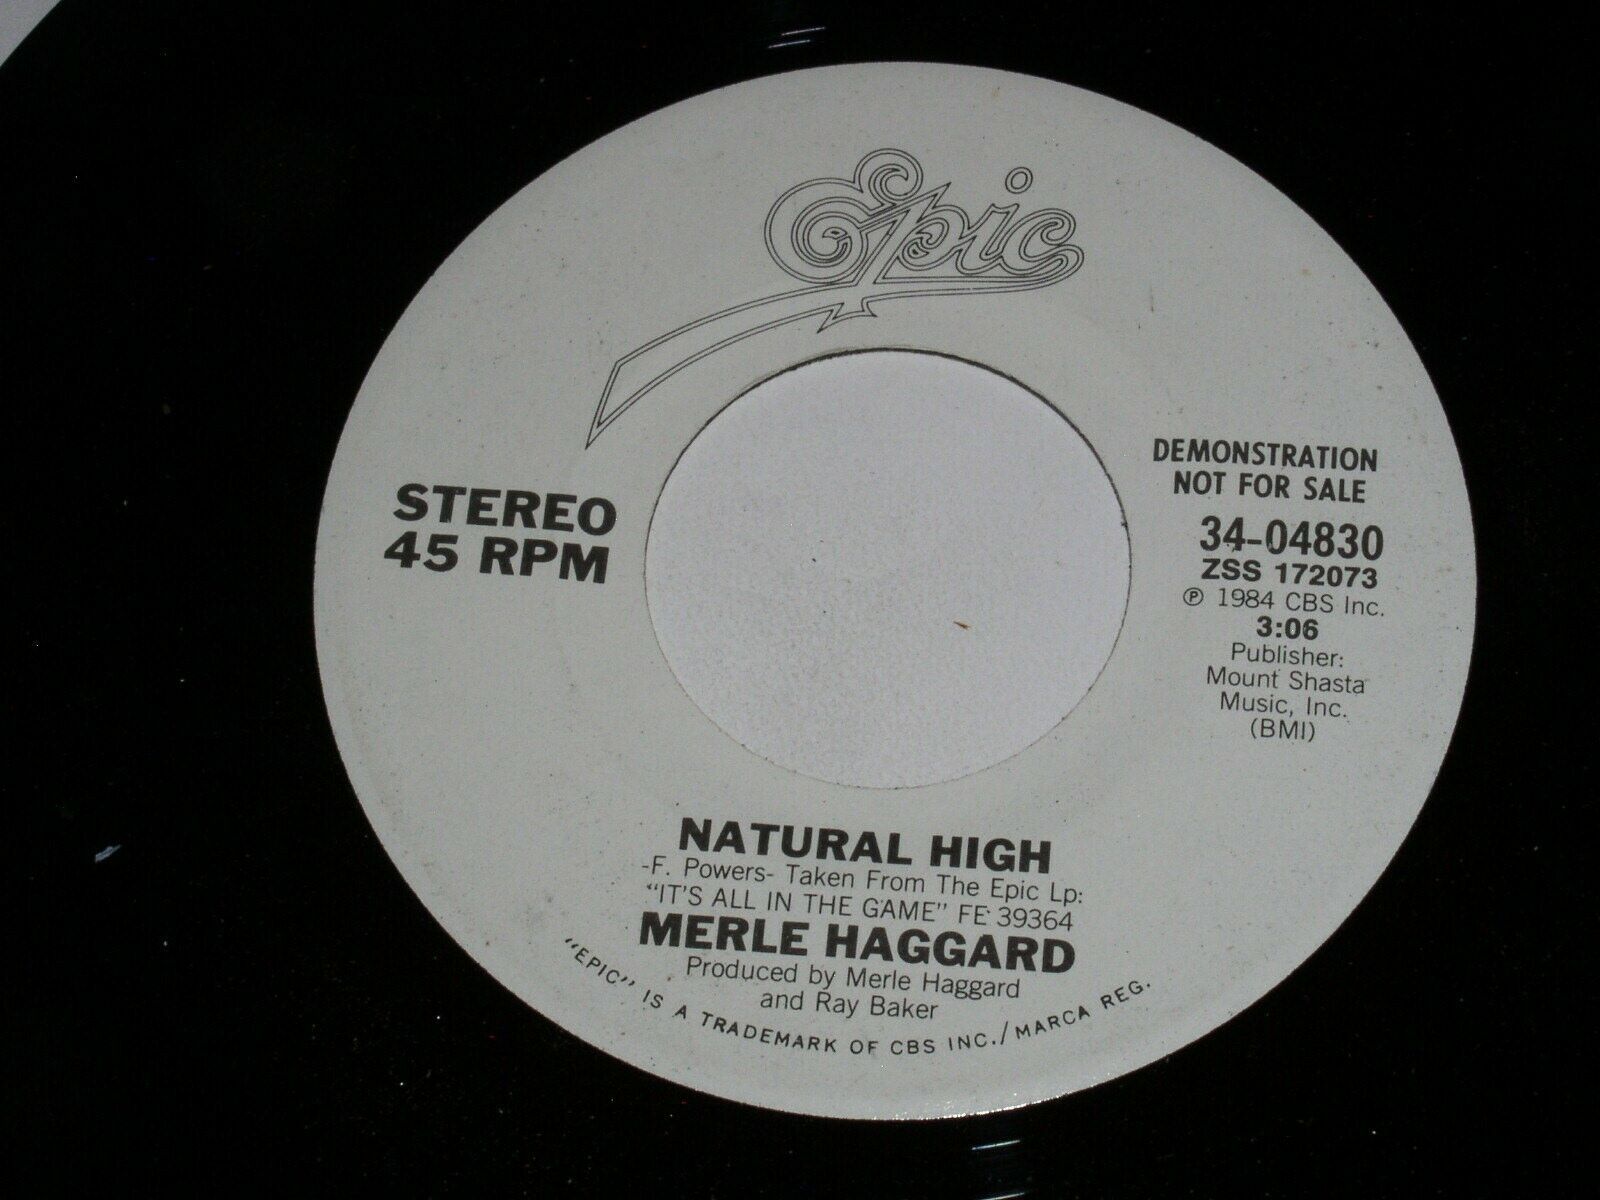 Epic
STEREO
45 RPM
DEMONSTRATION
NOT FOR SALE
34-04830
ZSS 172073
℗ 1984 CBS Inc.
3:06
Publisher:
Mount Shasta
Music, Inc.
(BMI)
NATURAL HIGH
-F. Powers- Taken From The Epic Lp:
"IT'S ALL IN THE GAME" FE 39364
MERLE HAGGARD
Produced by Merle Haggard
and Ray Baker
"EPIC" IS A TRADEMARK OF CBS INC./MARCA REG.